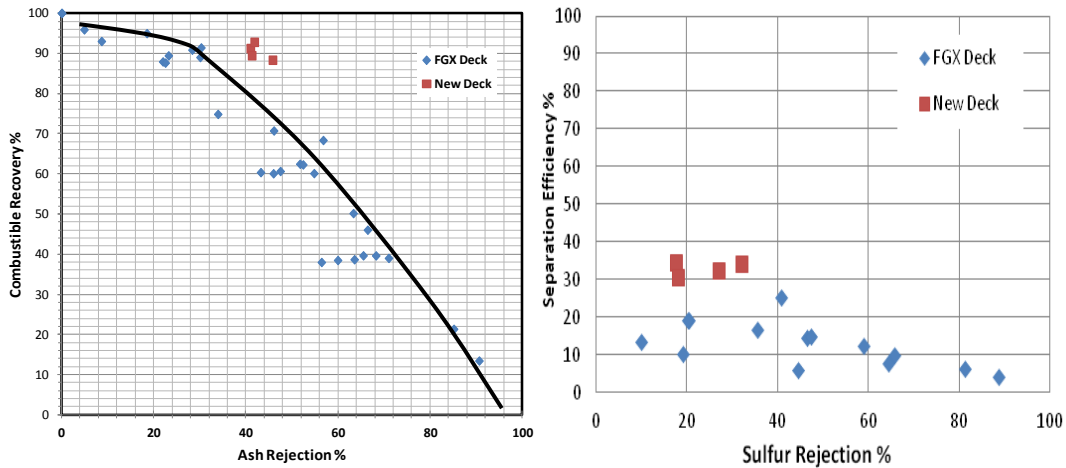 100
90
80
70
60
50
40
30
20
10
0
0 20 40 60 80 100
Combustible Recovery %
Ash Rejection %
FGX Deck
New Deck
100
90
80
70
60
50
40
30
20
10
0
0 20 40 60 80 100
Separation Efficiency %
Sulfur Rejection %
FGX Deck
New Deck